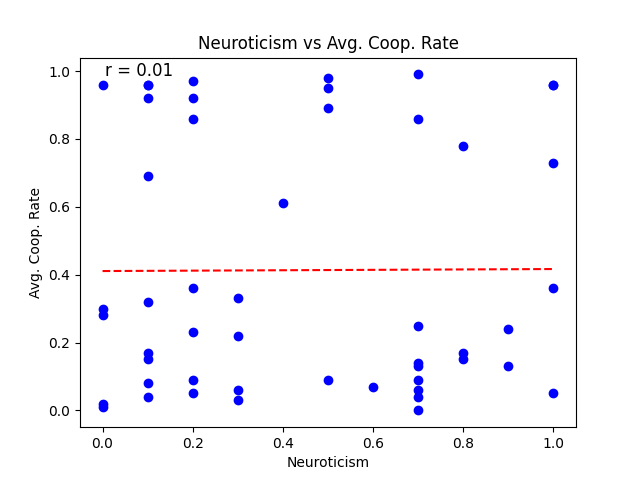 Neuroticism vs Avg. Coop. Rate
r = 0.01
Avg. Coop. Rate
1.0
0.8
0.6
0.4
0.2
0.0
0.0 0.2 0.4 0.6 0.8 1.0
Neuroticism